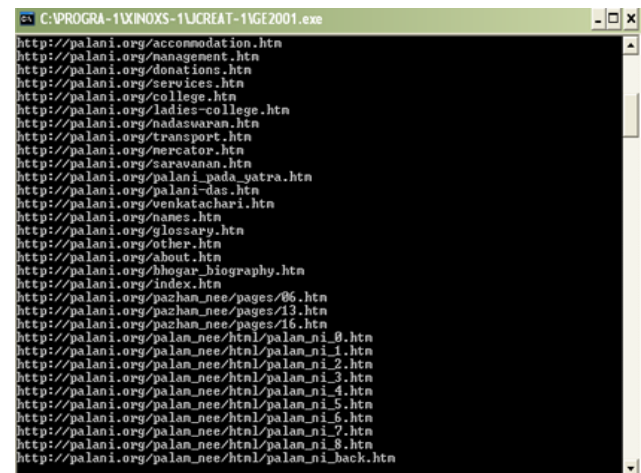 C:\PROGRA~1\XINOXS~1\JCREAT~1\GE2001.exe
http://palani.org/accommodation.htm
http://palani.org/management.htm
http://palani.org/donations.htm
http://palani.org/services.htm
http://palani.org/college.htm
http://palani.org/ladies-college.htm
http://palani.org/nadaswaram.htm
http://palani.org/transport.htm
http://palani.org/mercator.htm
http://palani.org/saravanan.htm
http://palani.org/palani_pada_yatra.htm
http://palani.org/palani-das.htm
http://palani.org/venkatachari.htm
http://palani.org/names.htm
http://palani.org/glossary.htm
http://palani.org/other.htm
http://palani.org/about.htm
http://palani.org/bhogar_biography.htm
http://palani.org/index.htm
http://palani.org/pazham_nee/pages/06.htm
http://palani.org/pazham_nee/pages/13.htm
http://palani.org/pazham_nee/pages/16.htm
http://palani.org/palam_nee/html/palam_ni_0.htm
http://palani.org/palam_nee/html/palam_ni_1.htm
http://palani.org/palam_nee/html/palam_ni_2.htm
http://palani.org/palam_nee/html/palam_ni_3.htm
http://palani.org/palam_nee/html/palam_ni_4.htm
http://palani.org/palam_nee/html/palam_ni_5.htm
http://palani.org/palam_nee/html/palam_ni_6.htm
http://palani.org/palam_nee/html/palam_ni_7.htm
http://palani.org/palam_nee/html/palam_ni_8.htm
http://palani.org/palam_nee/html/palam_ni_back.htm